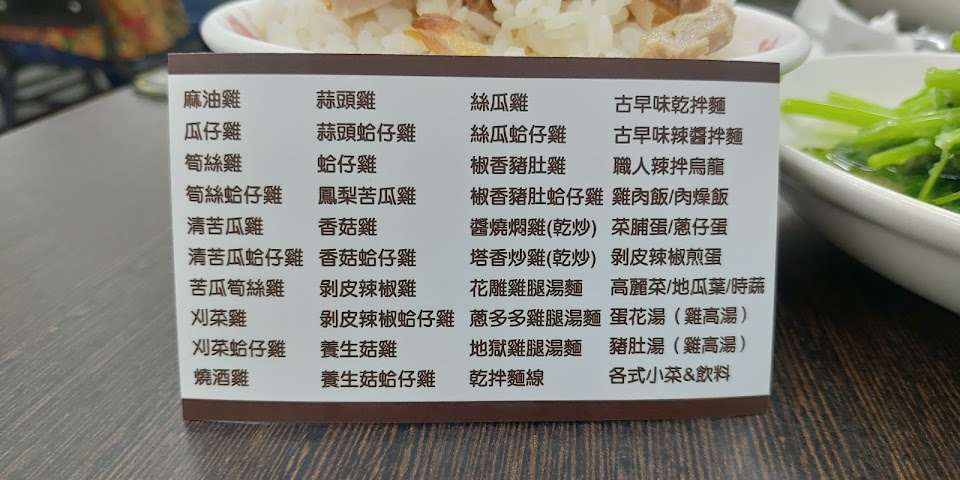 麻油雞
瓜仔雞
筍絲雞
筍絲蛤仔雞
清苦瓜雞
清苦瓜蛤仔雞
苦瓜筍絲雞
刈菜雞
刈菜蛤仔雞
燒酒雞
蒜頭雞
蒜頭蛤仔雞
蛤仔雞
鳳梨苦瓜雞
香菇雞
香菇蛤仔雞
剝皮辣椒雞
剝皮辣椒蛤仔雞
養生菇雞
養生菇蛤仔雞
絲瓜雞
絲瓜蛤仔雞
椒香豬肚雞
椒香豬肚蛤仔雞
醬燒燜雞(乾炒)
塔香炒雞(乾炒)
花雕雞腿湯麵
蔥多多雞腿湯麵
地獄雞腿湯麵
乾拌麵線
古早味乾拌麵
古早味辣醬拌麵
職人辣拌烏龍
雞肉飯/肉燥飯
菜脯蛋/蔥仔蛋
剝皮辣椒煎蛋
高麗菜/地瓜葉/時蔬
蛋花湯（雞高湯）
豬肚湯（雞高湯）
各式小菜&飲料